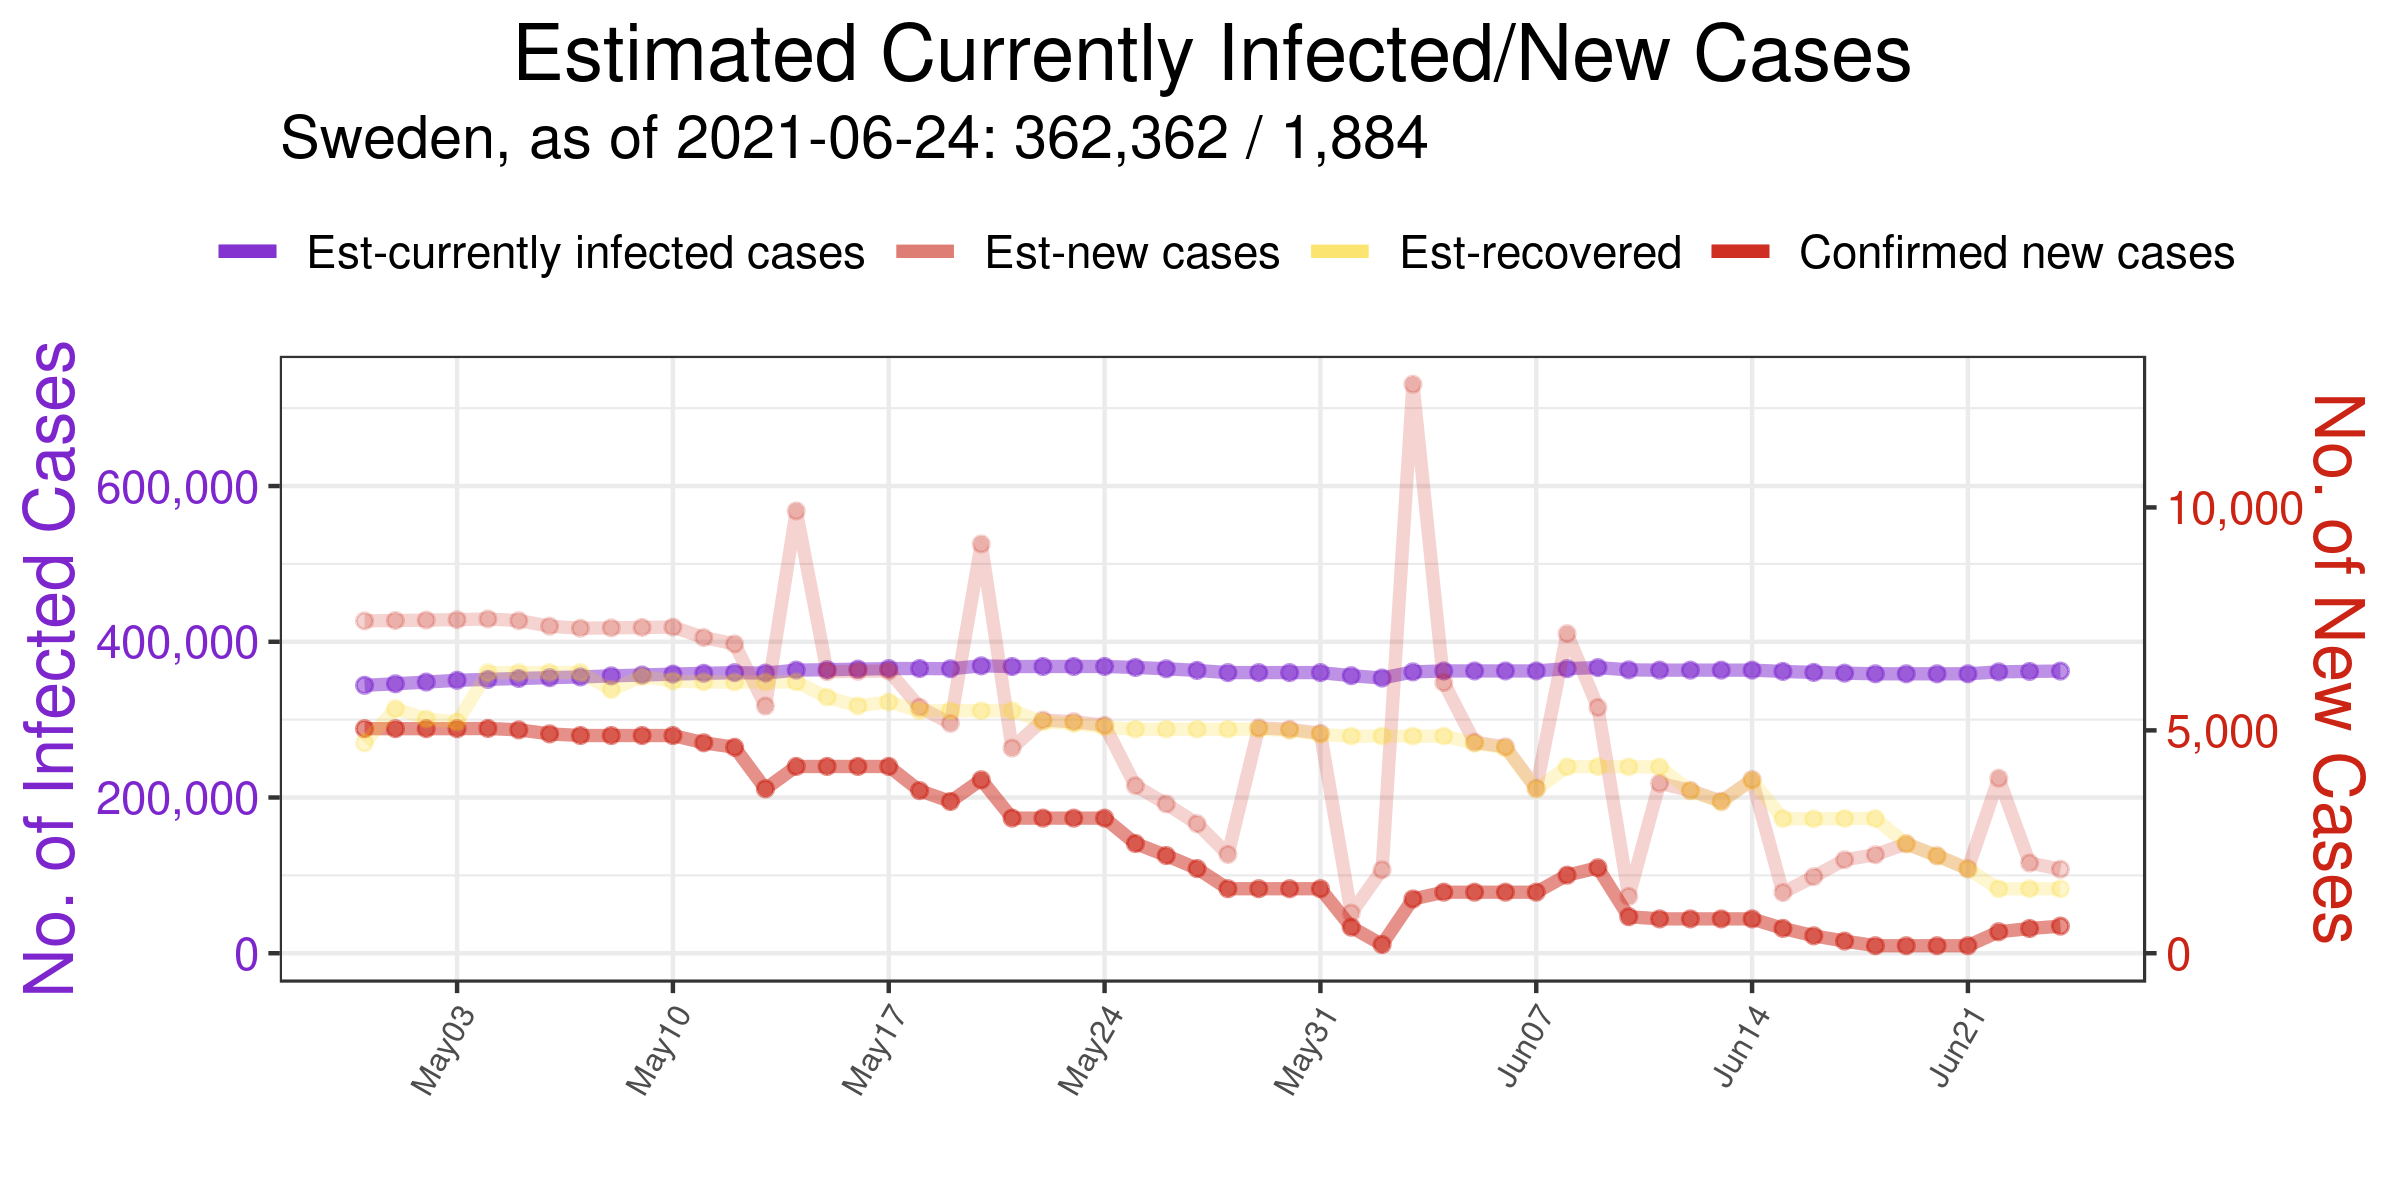 Estimated Currently Infected/New Cases
Sweden, as of 2021-06-24: 362,362 / 1,884
Est-currently infected cases
Est-new cases
Est-recovered
Confirmed new cases
No. of Infected Cases
600,000
400,000
200,000
0
No. of New Cases
10,000
5,000
0
May03
May10
May17
May24
May31
Jun07
Jun14
Jun21